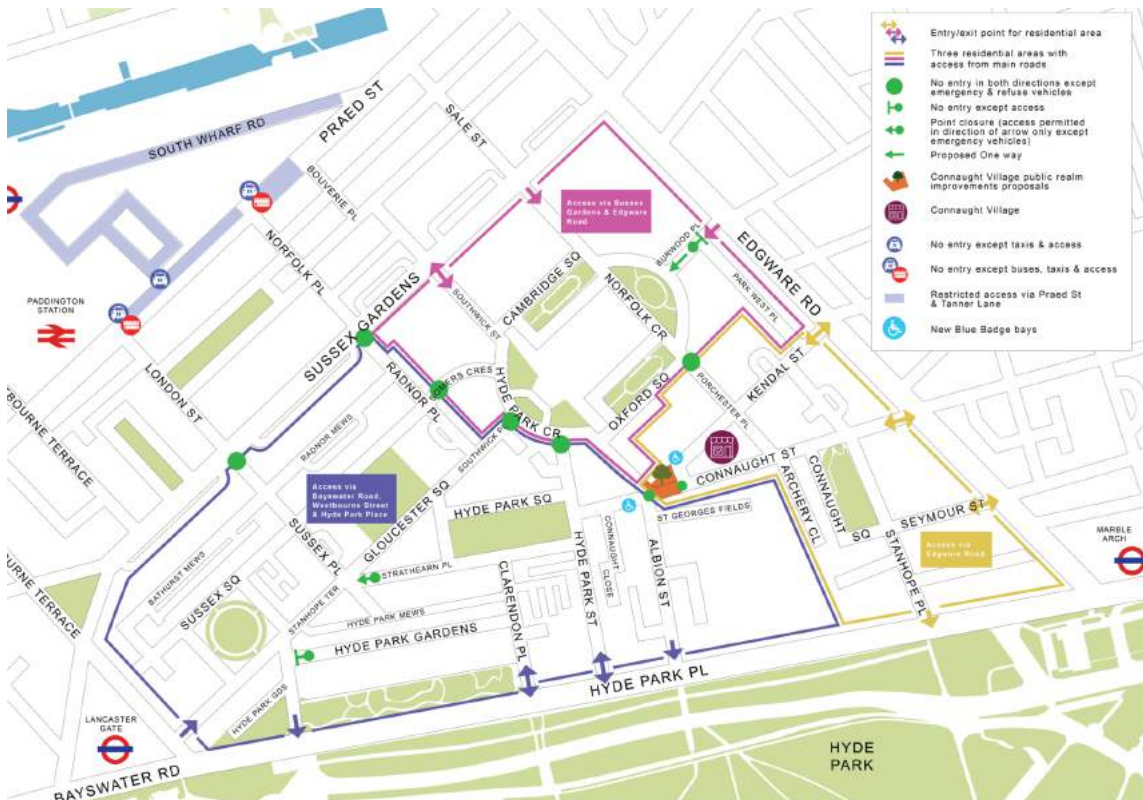 Entry/exit point for residential area
Three residential areas with
access from main roads
No entry in both directions except
emergency & refuse vehicles
No entry except access
Point closure (access permitted
in direction of arrow only except
emergency vehicles)
Proposed One way
Connaught Village public realm
improvements proposals
Connaught Village
No entry except taxis & access
No entry except buses, taxis & access
Restricted access via Praed St
& Tanner Lane
New Blue Badge bays
SOUTH WHARF RD
PRAED ST
SALE ST
BOUVERIE PL
NORFOLK PL
PADDINGTON
STATION
LONDON ST
SUSSEX GARDENS
Access via Sussex
Gardens & Edgware
Road
BURWOOD PL
EDGWARE RD
PARK WEST PL
CAMBRIDGE SQ
NORFOLK CR
SOUTHWICK ST
SOMERS CRES
HYDE PARK CR
OXFORD SQ
PORCHESTER PL
KENDAL ST
RADNOR PL
RADNOR MEWS
SOUTHWICK PL
CONNAUGHT ST
ST GEORGES FIELDS
ARCHERY CL
CONNAUGHT
SQ
SEYMOUR ST
STANHOPE PL
MARBLE
ARCH
Access via
Edgware Road
Access via
Bayswater Road,
Westbourne Street
& Hyde Park Place
GLOUCESTER SQ
HYDE PARK SQ
SUSSEX PL
STRATHEARN PL
CONNAUGHT
CLOSE
ALBION ST
HYDE PARK ST
CLARENDON PL
BATHURST MEWS
SUSSEX SQ
STANHOPE TER
HYDE PARK MEWS
HYDE PARK GARDENS
HYDE PARK GDS
HYDE PARK PL
BOURNE TERRACE
OURNE TERRACE
LANCASTER
GATE
BAYSWATER RD
HYDE
PARK